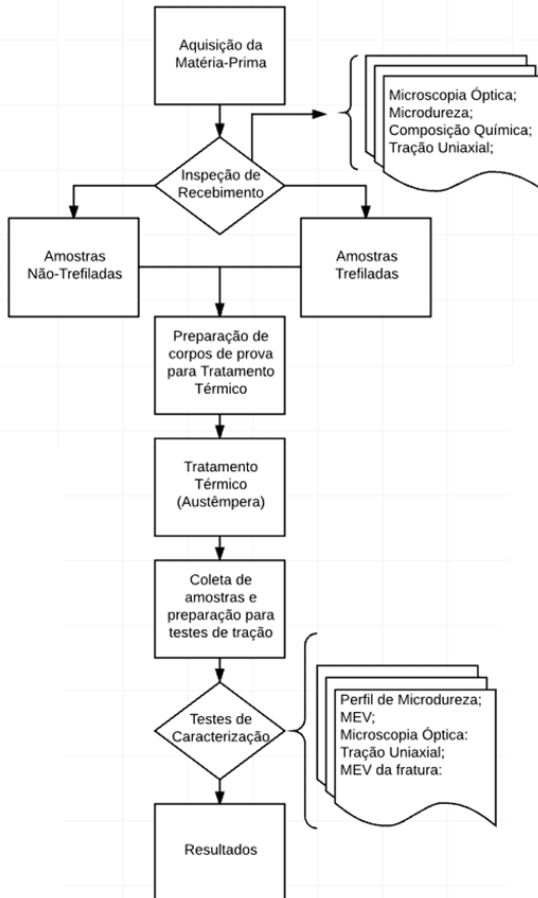 Aquisição da
Matéria-Prima
Microscopia Óptica;
Microdureza;
Composição Química;
Tração Uniaxial;
Inspeção de
Recebimento
Amostras
Não-Trefiladas
Amostras
Trefiladas
Preparação de
corpos de prova
para Tratamento
Térmico
Tratamento
Térmico
(Austêmpera)
Coleta de
amostras e
preparação para
testes de tração
Testes de
Caracterização
Perfil de Microdureza;
MEV;
Microscopia Óptica:
Tração Uniaxial;
MEV da fratura:
Resultados